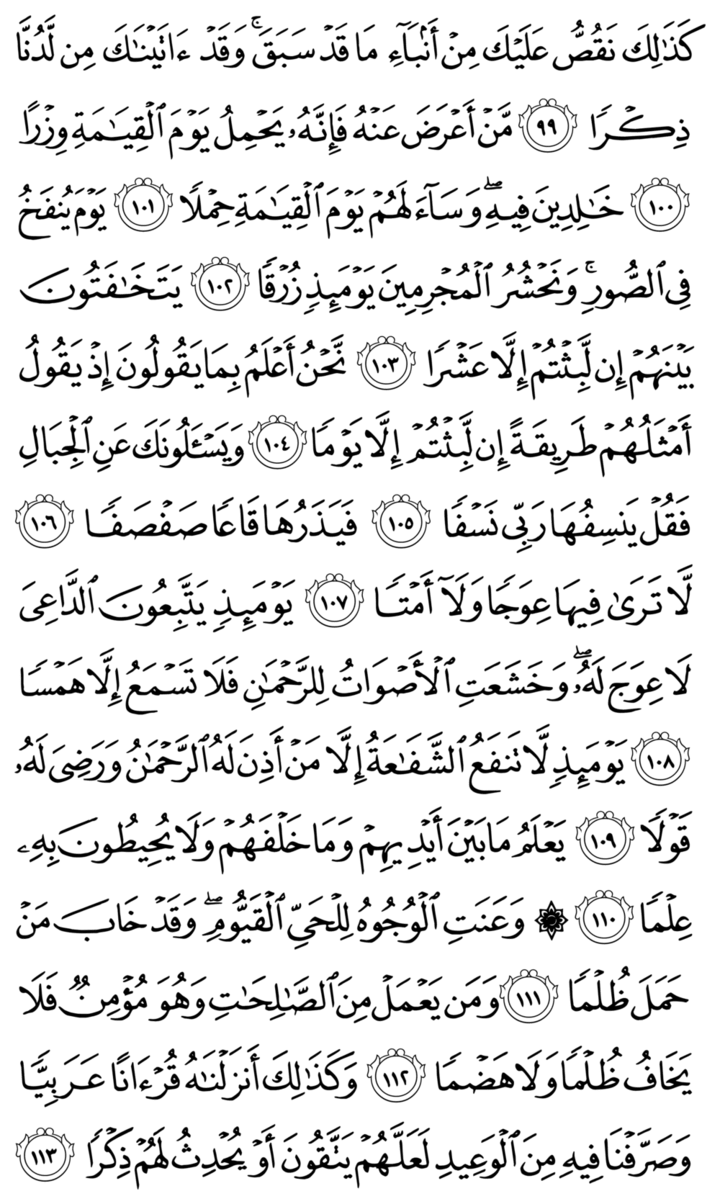 كَذَٰلِكَ نَقُصُّ عَلَيْكَ مِنْ أَنۢبَآءِ مَا قَدْ سَبَقَ ۚ وَقَدْ ءَاتَيْنَـٰكَ مِن لَّدُنَّا
ذِكْرًا ٩٩ مَّنْ أَعْرَضَ عَنْهُ فَإِنَّهُۥ يَحْمِلُ يَوْمَ ٱلْقِيَـٰمَةِ وِزْرًا
١٠٠ خَـٰلِدِينَ فِيهِ ۖ وَسَآءَ لَهُمْ يَوْمَ ٱلْقِيَـٰمَةِ حِمْلًا ١٠١ يَوْمَ يُنفَخُ
فِى ٱلصُّورِ ۚ وَنَحْشُرُ ٱلْمُجْرِمِينَ يَوْمَئِذٍ زُرْقًا ١٠٢ يَتَخَـٰفَتُونَ
بَيْنَهُمْ إِن لَّبِثْتُمْ إِلَّا عَشْرًا ١٠٣ نَّحْنُ أَعْلَمُ بِمَا يَقُولُونَ إِذْ يَقُولُ
أَمْثَلُهُمْ طَرِيقَةً إِن لَّبِثْتُمْ إِلَّا يَوْمًا ١٠٤ وَيَسْـَٔلُونَكَ عَنِ ٱلْجِبَالِ
فَقُلْ يَنسِفُهَا رَبِّى نَسْفًا ١٠٥ فَيَذَرُهَا قَاعًا صَفْصَفًا ١٠٦
لَّا تَرَىٰ فِيهَا عِوَجًا وَلَآ أَمْتًا ١٠٧ يَوْمَئِذٍ يَتَّبِعُونَ ٱلدَّاعِىَ
لَا عِوَجَ لَهُۥ ۖ وَخَشَعَتِ ٱلْأَصْوَاتُ لِلرَّحْمَـٰنِ فَلَا تَسْمَعُ إِلَّا هَمْسًا
١٠٨ يَوْمَئِذٍ لَّا تَنفَعُ ٱلشَّفَـٰعَةُ إِلَّا مَنْ أَذِنَ لَهُ ٱلرَّحْمَـٰنُ وَرَضِىَ لَهُۥ
قَوْلًا ١٠٩ يَعْلَمُ مَا بَيْنَ أَيْدِيهِمْ وَمَا خَلْفَهُمْ وَلَا يُحِيطُونَ بِهِۦ
عِلْمًا ١١٠ ۞ وَعَنَتِ ٱلْوُجُوهُ لِلْحَىِّ ٱلْقَيُّومِ ۖ وَقَدْ خَابَ مَنْ
حَمَلَ ظُلْمًا ١١١ وَمَن يَعْمَلْ مِنَ ٱلصَّـٰلِحَـٰتِ وَهُوَ مُؤْمِنٌ فَلَا
يَخَافُ ظُلْمًا وَلَا هَضْمًا ١١٢ وَكَذَٰلِكَ أَنزَلْنَـٰهُ قُرْءَانًا عَرَبِيًّا
وَصَرَّفْنَا فِيهِ مِنَ ٱلْوَعِيدِ لَعَلَّهُمْ يَتَّقُونَ أَوْ يُحْدِثُ لَهُمْ ذِكْرًا ١١٣